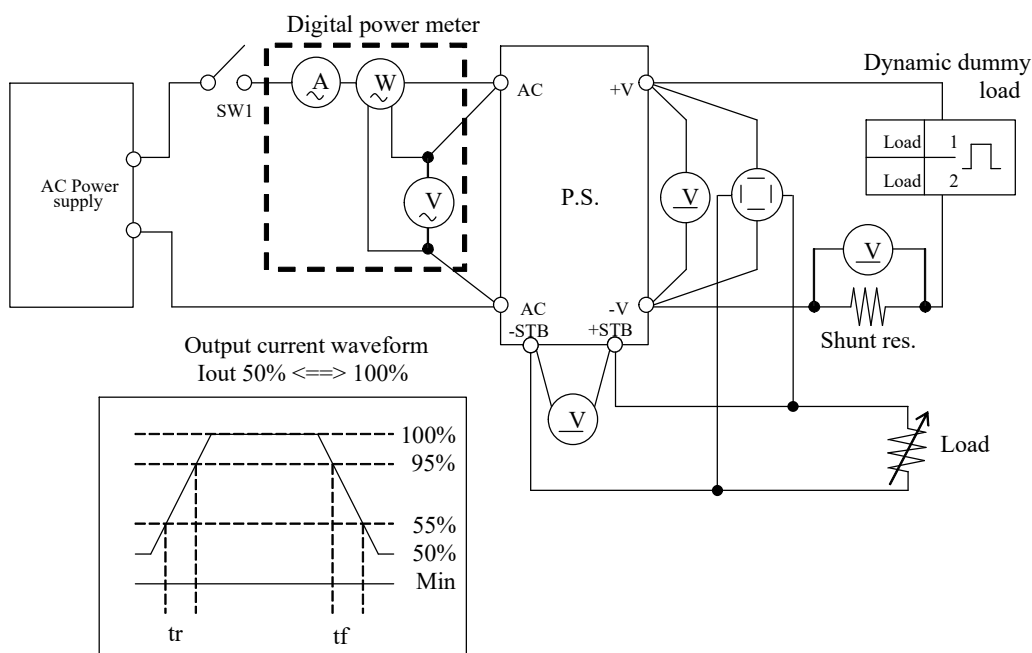 Digital power meter
Dynamic dummy
load
A
W
SW1
AC
+V
Load 1
Load 2
AC Power
supply
V
P.S.
V
V
AC
-V
-STB
+STB
Shunt res.
Output current waveform
Iout 50% <==> 100%
V
100%
95%
Load
55%
50%
Min
tr
tf